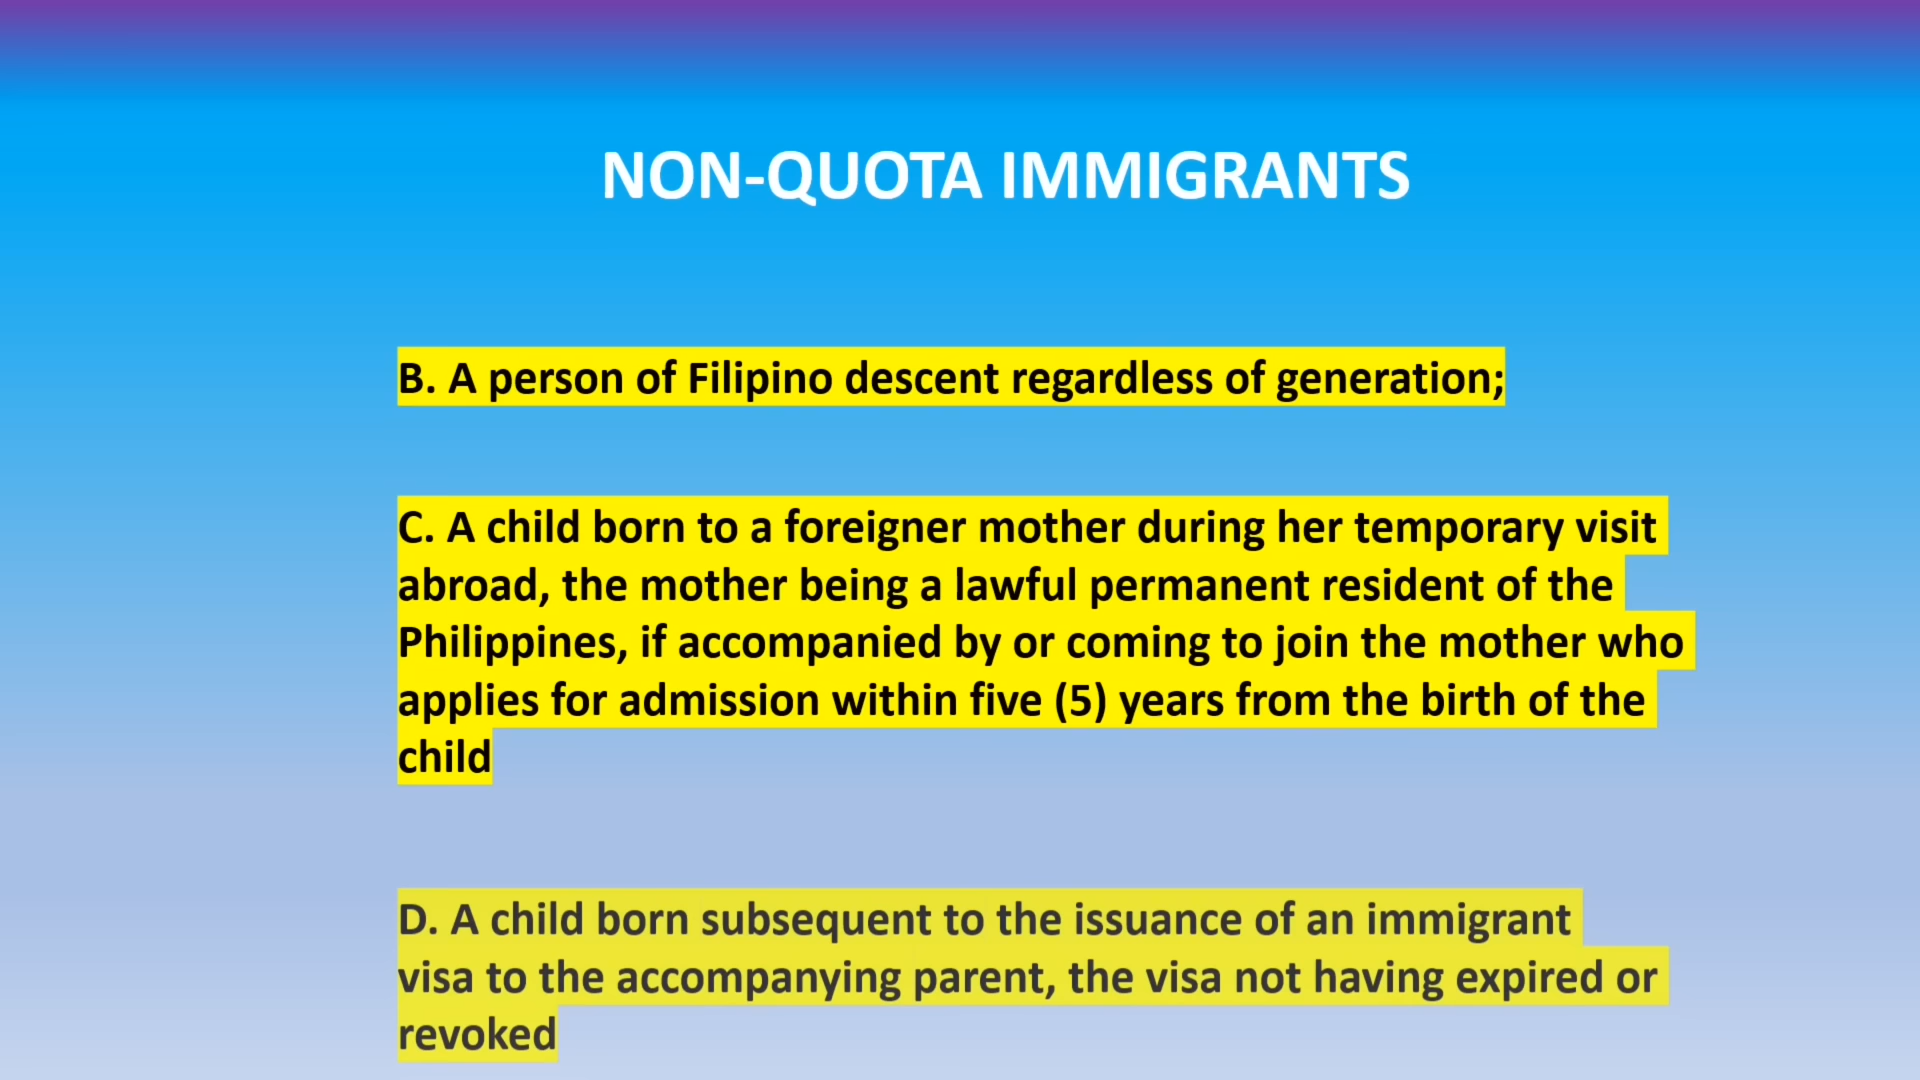 NON-QUOTA IMMIGRANTS
B. A person of Filipino descent regardless of generation;
C. A child born to a foreigner mother during her temporary visit
abroad, the mother being a lawful permanent resident of the
Philippines, if accompanied by or coming to join the mother who
applies for admission within five (5) years from the birth of the
child
D. A child born subsequent to the issuance of an immigrant
visa to the accompanying parent, the visa not having expired or
revoked